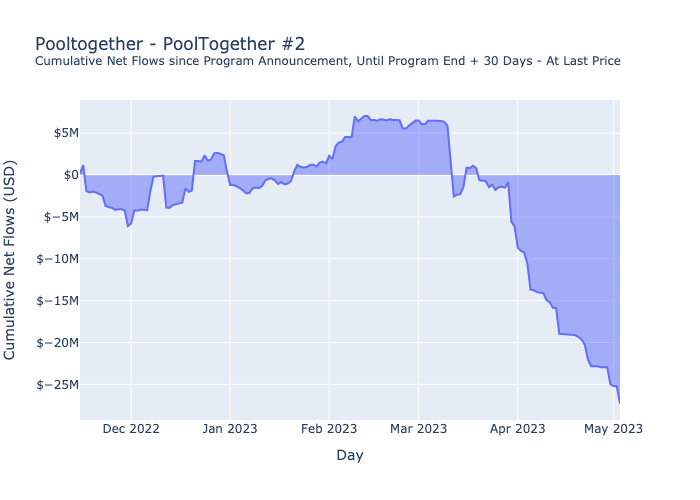 Pooltogether - PoolTogether #2
Cumulative Net Flows since Program Announcement, Until Program End + 30 Days - At Last Price
Cumulative Net Flows (USD)
$5M
$0
$−5M
$−10M
$−15M
$−20M
$−25M
Dec 2022
Jan 2023
Feb 2023
Mar 2023
Apr 2023
May 2023
Day